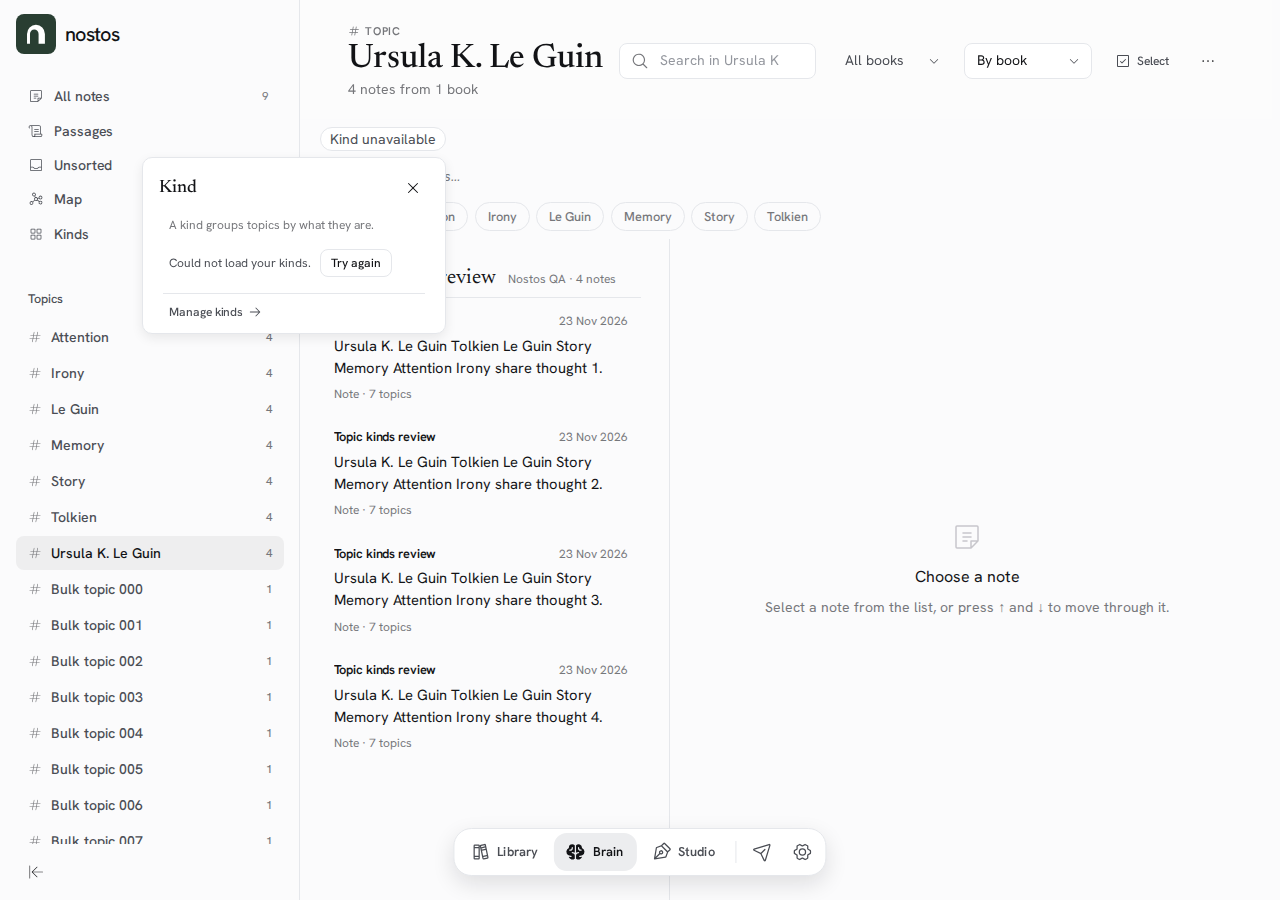 nostos
All notes 9
Passages
Unsorted
Map
Kinds
Topics
# Attention 4
# Irony 4
# Le Guin 4
# Memory 4
# Story 4
# Tolkien 4
# Ursula K. Le Guin 4
# Bulk topic 000 1
# Bulk topic 001 1
# Bulk topic 002 1
# Bulk topic 003 1
# Bulk topic 004 1
# Bulk topic 005 1
# Bulk topic 006 1
# Bulk topic 007 1
# TOPIC
Ursula K. Le Guin
4 notes from 1 book
Search in Ursula K
All books
By book
Select
Kind unavailable
Kind
A kind groups topics by what they are.
Could not load your kinds. Try again
Manage kinds →
Irony Le Guin Memory Story Tolkien
Nostos QA · 4 notes
23 Nov 2026
Ursula K. Le Guin Tolkien Le Guin Story
Memory Attention Irony share thought 1.
Note · 7 topics
Topic kinds review 23 Nov 2026
Ursula K. Le Guin Tolkien Le Guin Story
Memory Attention Irony share thought 2.
Note · 7 topics
Topic kinds review 23 Nov 2026
Ursula K. Le Guin Tolkien Le Guin Story
Memory Attention Irony share thought 3.
Note · 7 topics
Topic kinds review 23 Nov 2026
Ursula K. Le Guin Tolkien Le Guin Story
Memory Attention Irony share thought 4.
Note · 7 topics
Choose a note
Select a note from the list, or press ↑ and ↓ to move through it.
Library Brain Studio